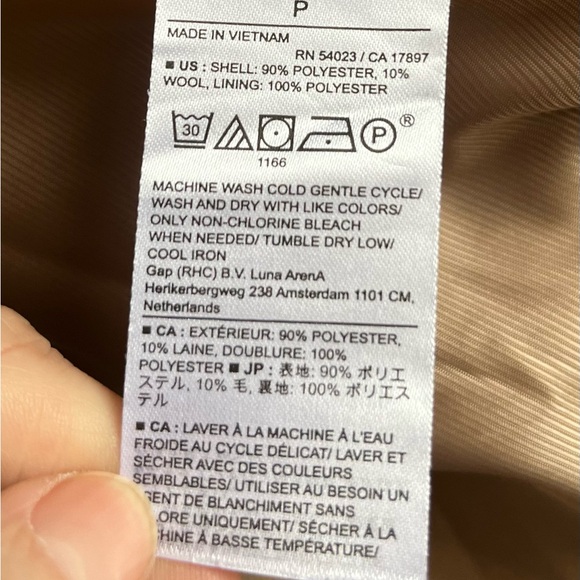 P
MADE IN VIETNAM
RN 54023 / CA 17897
■ US : SHELL: 90% POLYESTER, 10%
WOOL, LINING: 100% POLYESTER
30
P ®
1166
MACHINE WASH COLD GENTLE CYCLE/
WASH AND DRY WITH LIKE COLORS/
ONLY NON-CHLORINE BLEACH
WHEN NEEDED/ TUMBLE DRY LOW/
COOL IRON
Gap (RHC) B.V. Luna ArenA
Herikerbergweg 238 Amsterdam 1101 CM,
Netherlands
■ CA : EXTÉRIEUR: 90% POLYESTER,
10% LAINE, DOUBLURE: 100%
POLYESTER ■ JP : 表地: 90% ポリエ
ステル, 10% 毛, 裏地: 100% ポリエス
テル
■ CA : LAVER À LA MACHINE À L'EAU
FROIDE AU CYCLE DÉLICAT/ LAVER ET
SÉCHER AVEC DES COULEURS
SEMBLABLES/ UTILISER AU BESOIN UN
GENT DE BLANCHIMENT SANS
LORE UNIQUEMENT/ SÉCHER À LA
HINE À BASSE TEMPÉRATURE/